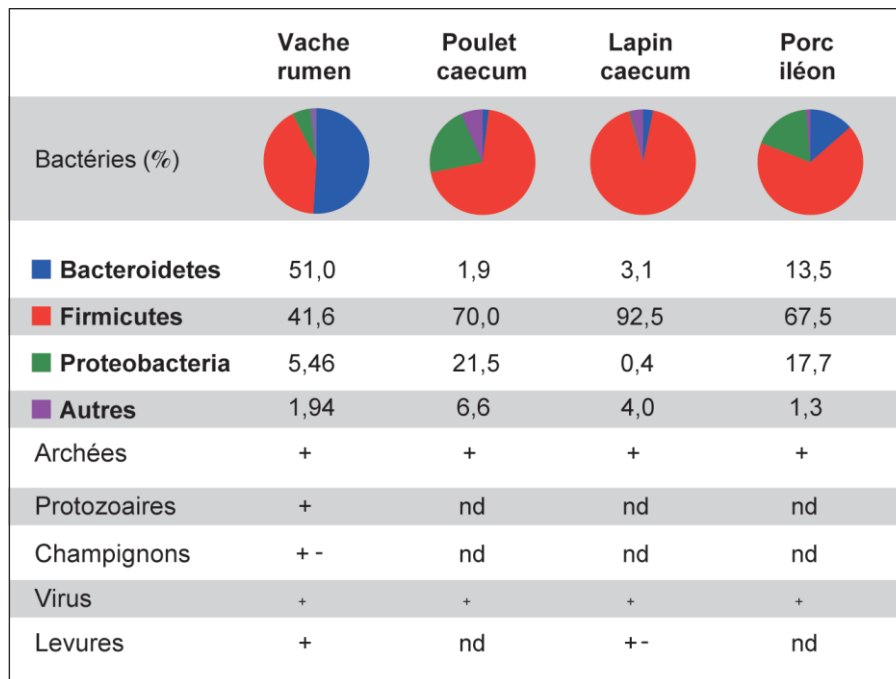 Vache rumen Poulet caecum Lapin caecum Porc iléon
Bactéries (%)
Bacteroidetes 51,0 1,9 3,1 13,5
Firmicutes 41,6 70,0 92,5 67,5
Proteobacteria 5,46 21,5 0,4 17,7
Autres 1,94 6,6 4,0 1,3
Archées + + + +
Protozoaires + nd nd nd
Champignons + - nd nd nd
Virus + + + +
Levures + nd + - nd